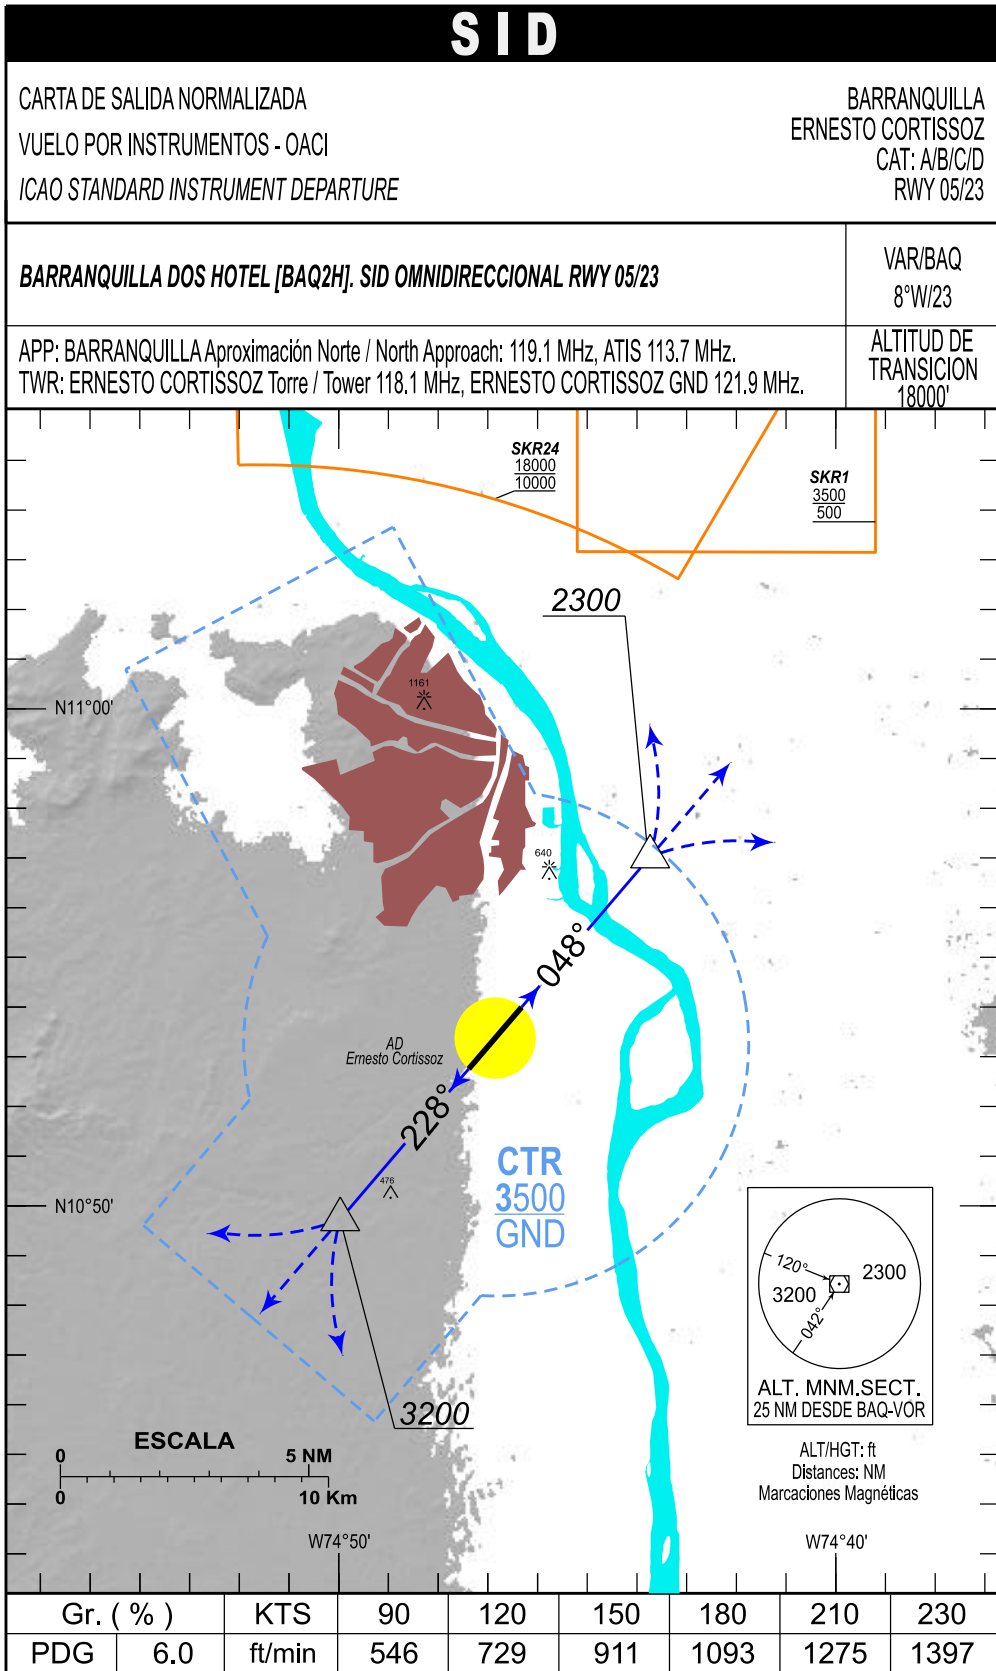 SID
CARTA DE SALIDA NORMALIZADA
VUELO POR INSTRUMENTOS - OACI
ICAO STANDARD INSTRUMENT DEPARTURE
BARRANQUILLA
ERNESTO CORTISSOZ
CAT: A/B/C/D
RWY 05/23
BARRANQUILLA DOS HOTEL [BAQ2H]. SID OMNIDIRECCIONAL RWY 05/23
VAR/BAQ
8°W/23
APP: BARRANQUILLA Aproximación Norte / North Approach: 119.1 MHz, ATIS 113.7 MHz.
TWR: ERNESTO CORTISSOZ Torre / Tower 118.1 MHz, ERNESTO CORTISSOZ GND 121.9 MHz.
ALTITUD DE
TRANSICION
18000'
SKR24
18000
10000
SKR1
3500
500
2300
1161
N11°00'
640
048°
AD
Ernesto Cortissoz
228°
CTR
3500
GND
476
N10°50'
120°
2300
3200
042°
ALT. MNM.SECT.
25 NM DESDE BAQ-VOR
3200
ESCALA
0 5 NM
0 10 Km
ALT/HGT: ft
Distances: NM
Marcaciones Magnéticas
W74°50' W74°40'
Gr. ( % ) KTS 90 120 150 180 210 230
PDG 6.0 ft/min 546 729 911 1093 1275 1397